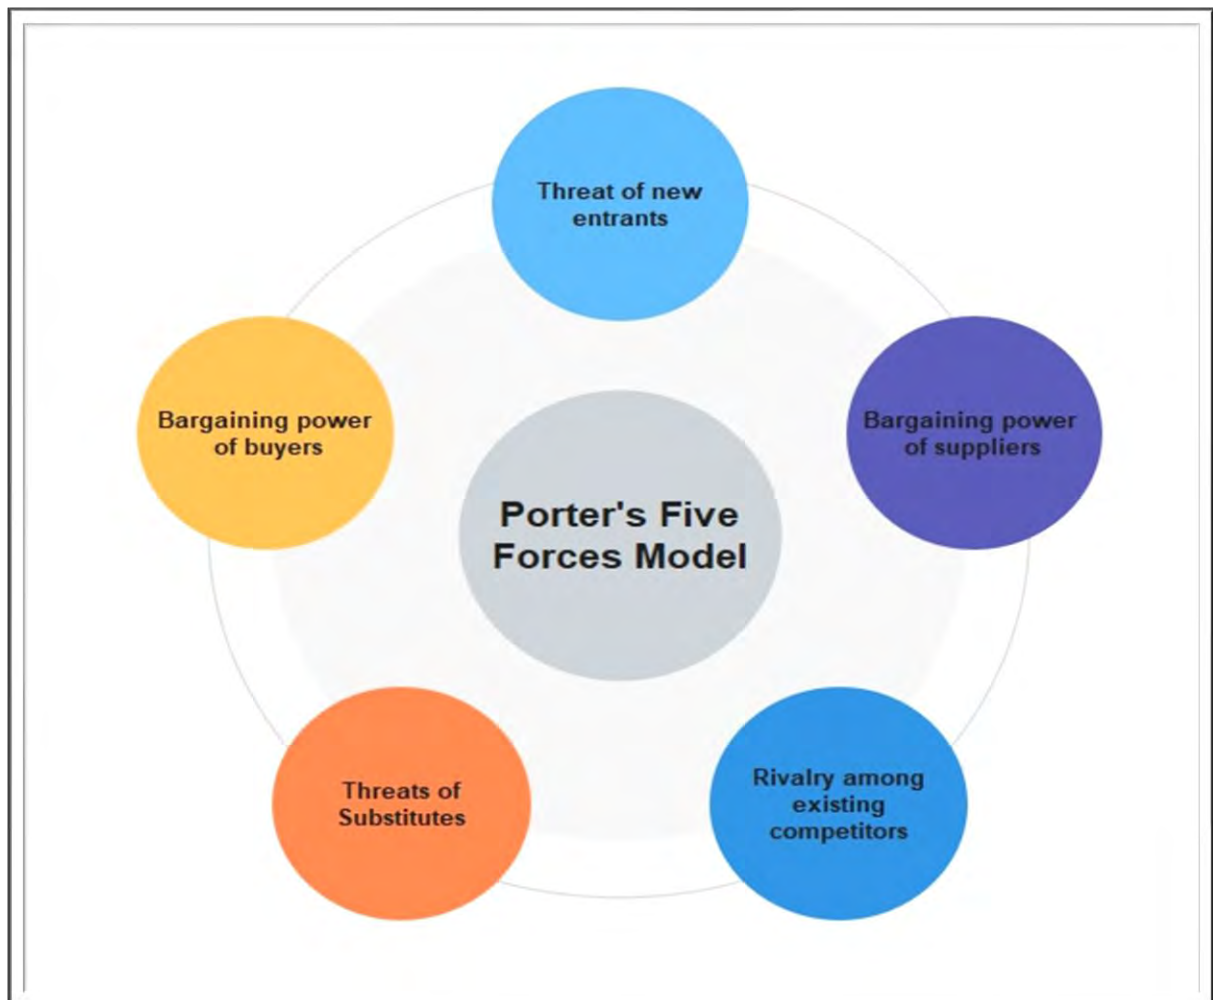 Threat of new
entrants
Bargaining power
of buyers
Bargaining power
of suppliers
Porter's Five
Forces Model
Threats of
Substitutes
Rivalry among
existing
competitors